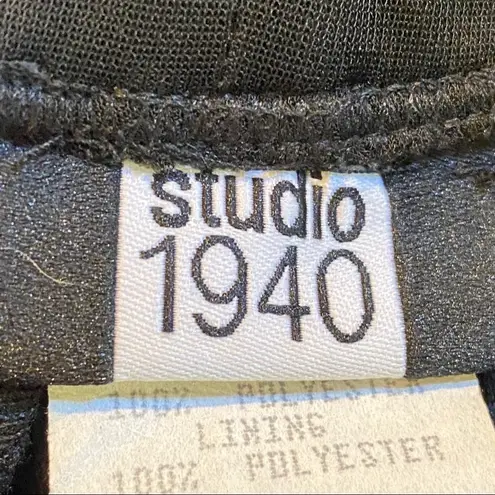 studio
1940
100% POLYESTER
LINING
100% POLYESTER